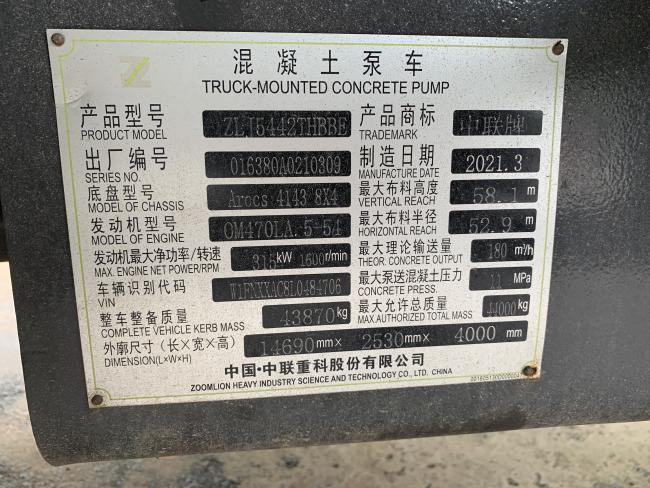 混凝土泵车
TRUCK-MOUNTED CONCRETE PUMP
产品型号 ZLJ5442THBBE 产品商标 中联牌
PRODUCT MODEL TRADEMARK
出厂编号 016380A0210309 制造日期 2021.3
SERIES NO. MANUFACTURE DATE
底盘型号 Arocs 4143 8X4 最大布料高度 58.1 m
MODEL OF CHASSIS VERTICAL REACH
发动机型号 OM470LA.5-54 最大布料半径 52.9 m
MODEL OF ENGINE HORIZONTAL REACH
发动机最大净功率/转速 315 kW 1600 r/min 最大理论输送量 180 m³/h
MAX. ENGINE NET POWER/RPM THEOR. CONCRETE OUTPUT
车辆识别代码 最大泵送混凝土压力 11 MPa
VIN CONCRETE PRESS.
整车整备质量 43870 kg 最大允许总质量 44000 kg
COMPLETE VEHICLE KERB MASS MAX.AUTHORIZED TOTAL MASS
外廓尺寸（长×宽×高） 14690 mm× 2530 mm× 4000 mm
DIMENSION(L×W×H)
中国·中联重科股份有限公司
ZOOMLION HEAVY INDUSTRY SCIENCE AND TECHNOLOGY CO., LTD. CHINA